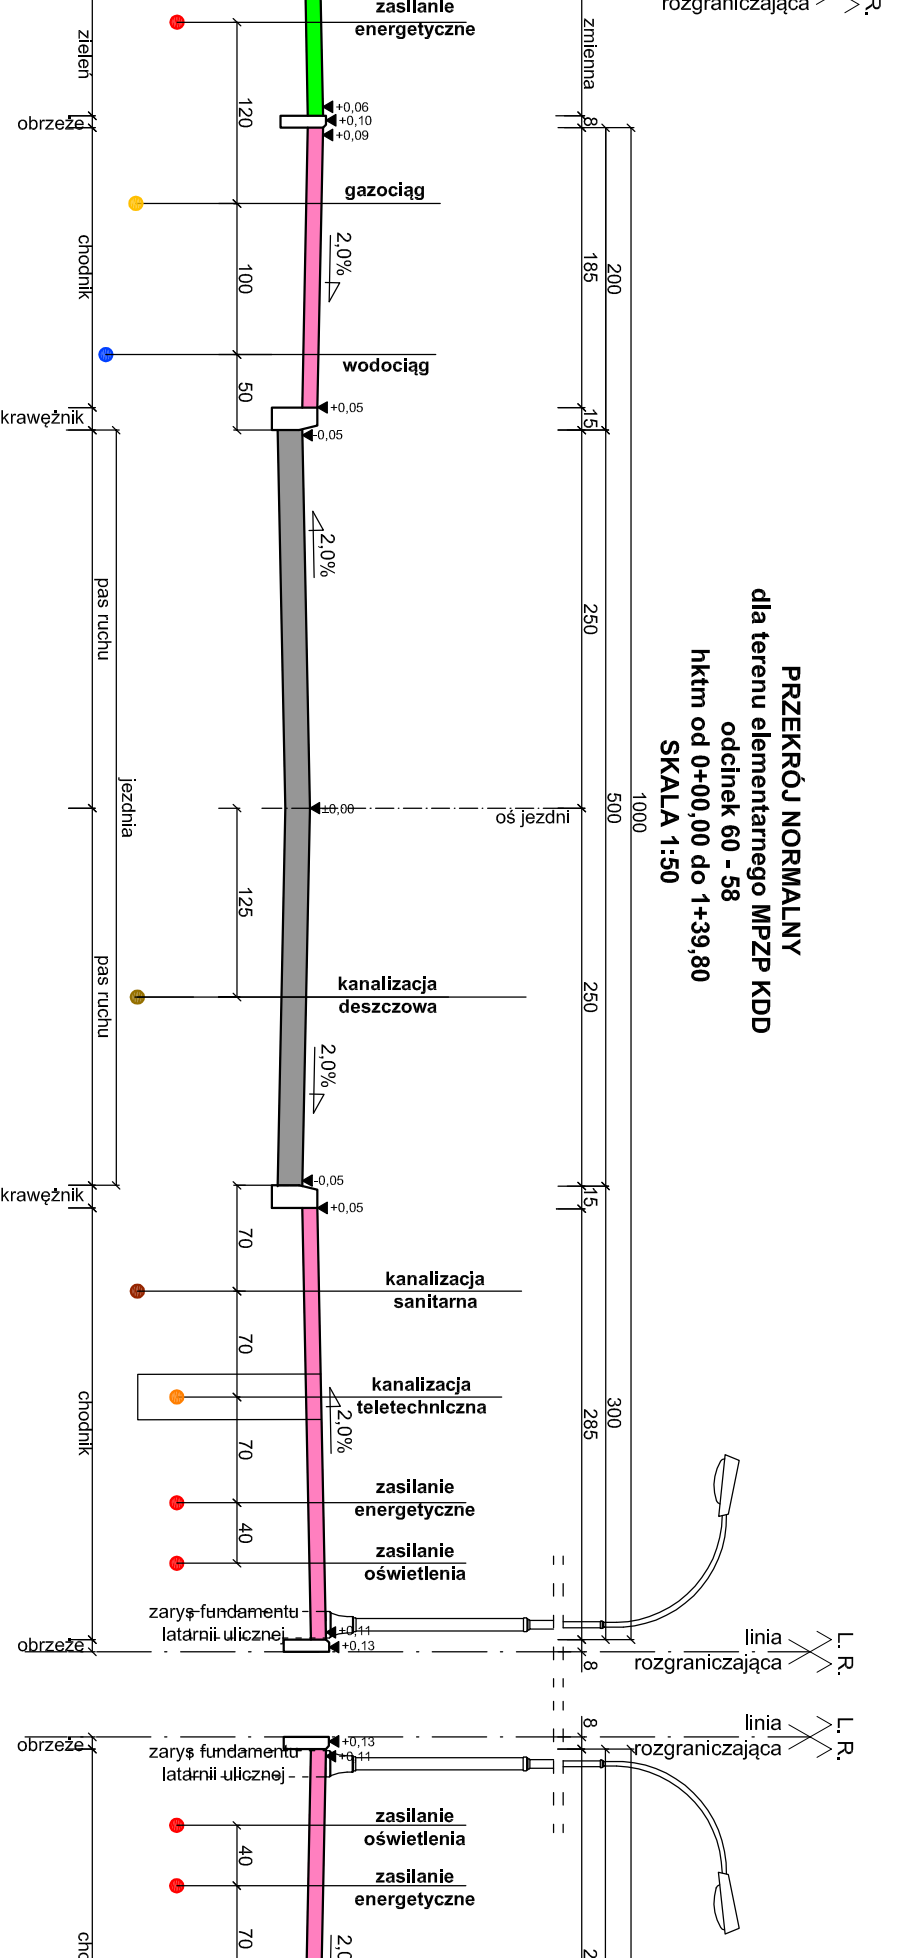 rozgraniczająca
L.R.
zasilanie
energetyczne
zieleń
zmienna
120
+0,06
+0,10
+0,09
obrzeże
8
gazociąg
chodnik
100
2,0%
185
200
wodociąg
50
krawężnik
+0,05
-0,05
15
2,0%
pas ruchu
250
PRZEKRÓJ NORMALNY
dla terenu elementarnego MPZP KDD
odcinek 60 - 58
hktm od 0+00,00 do 1+39,80
SKALA 1:50
jezdnia
±0,00
oś jezdni
500
1000
125
pas ruchu
kanalizacja
deszczowa
250
2,0%
krawężnik
-0,05
+0,05
15
70
kanalizacja
sanitarna
70
kanalizacja
teletechniczna
chodnik
2,0%
285
300
70
zasilanie
energetyczne
40
zasilanie
oświetlenia
zarys fundamentu
latarnii ulicznej
+0,11
+0,13
obrzeże
8
linia
rozgraniczająca
L.R.
linia
rozgraniczająca
L.R.
8
obrzeże
+0,13
+0,11
zarys fundamentu
latarnii ulicznej
zasilanie
oświetlenia
40
zasilanie
energetyczne
70